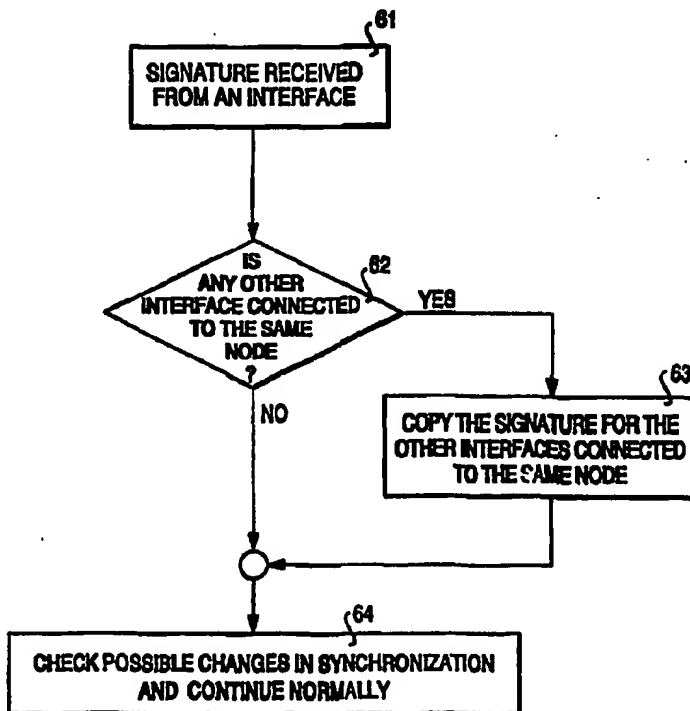 61
SIGNATURE RECEIVED
FROM AN INTERFACE
62
IS
ANY OTHER
INTERFACE CONNECTED
TO THE SAME
NODE
?
YES
NO
63
COPY THE SIGNATURE FOR THE
OTHER INTERFACES CONNECTED
TO THE SAME NODE
64
CHECK POSSIBLE CHANGES IN SYNCHRONIZATION
AND CONTINUE NORMALLY